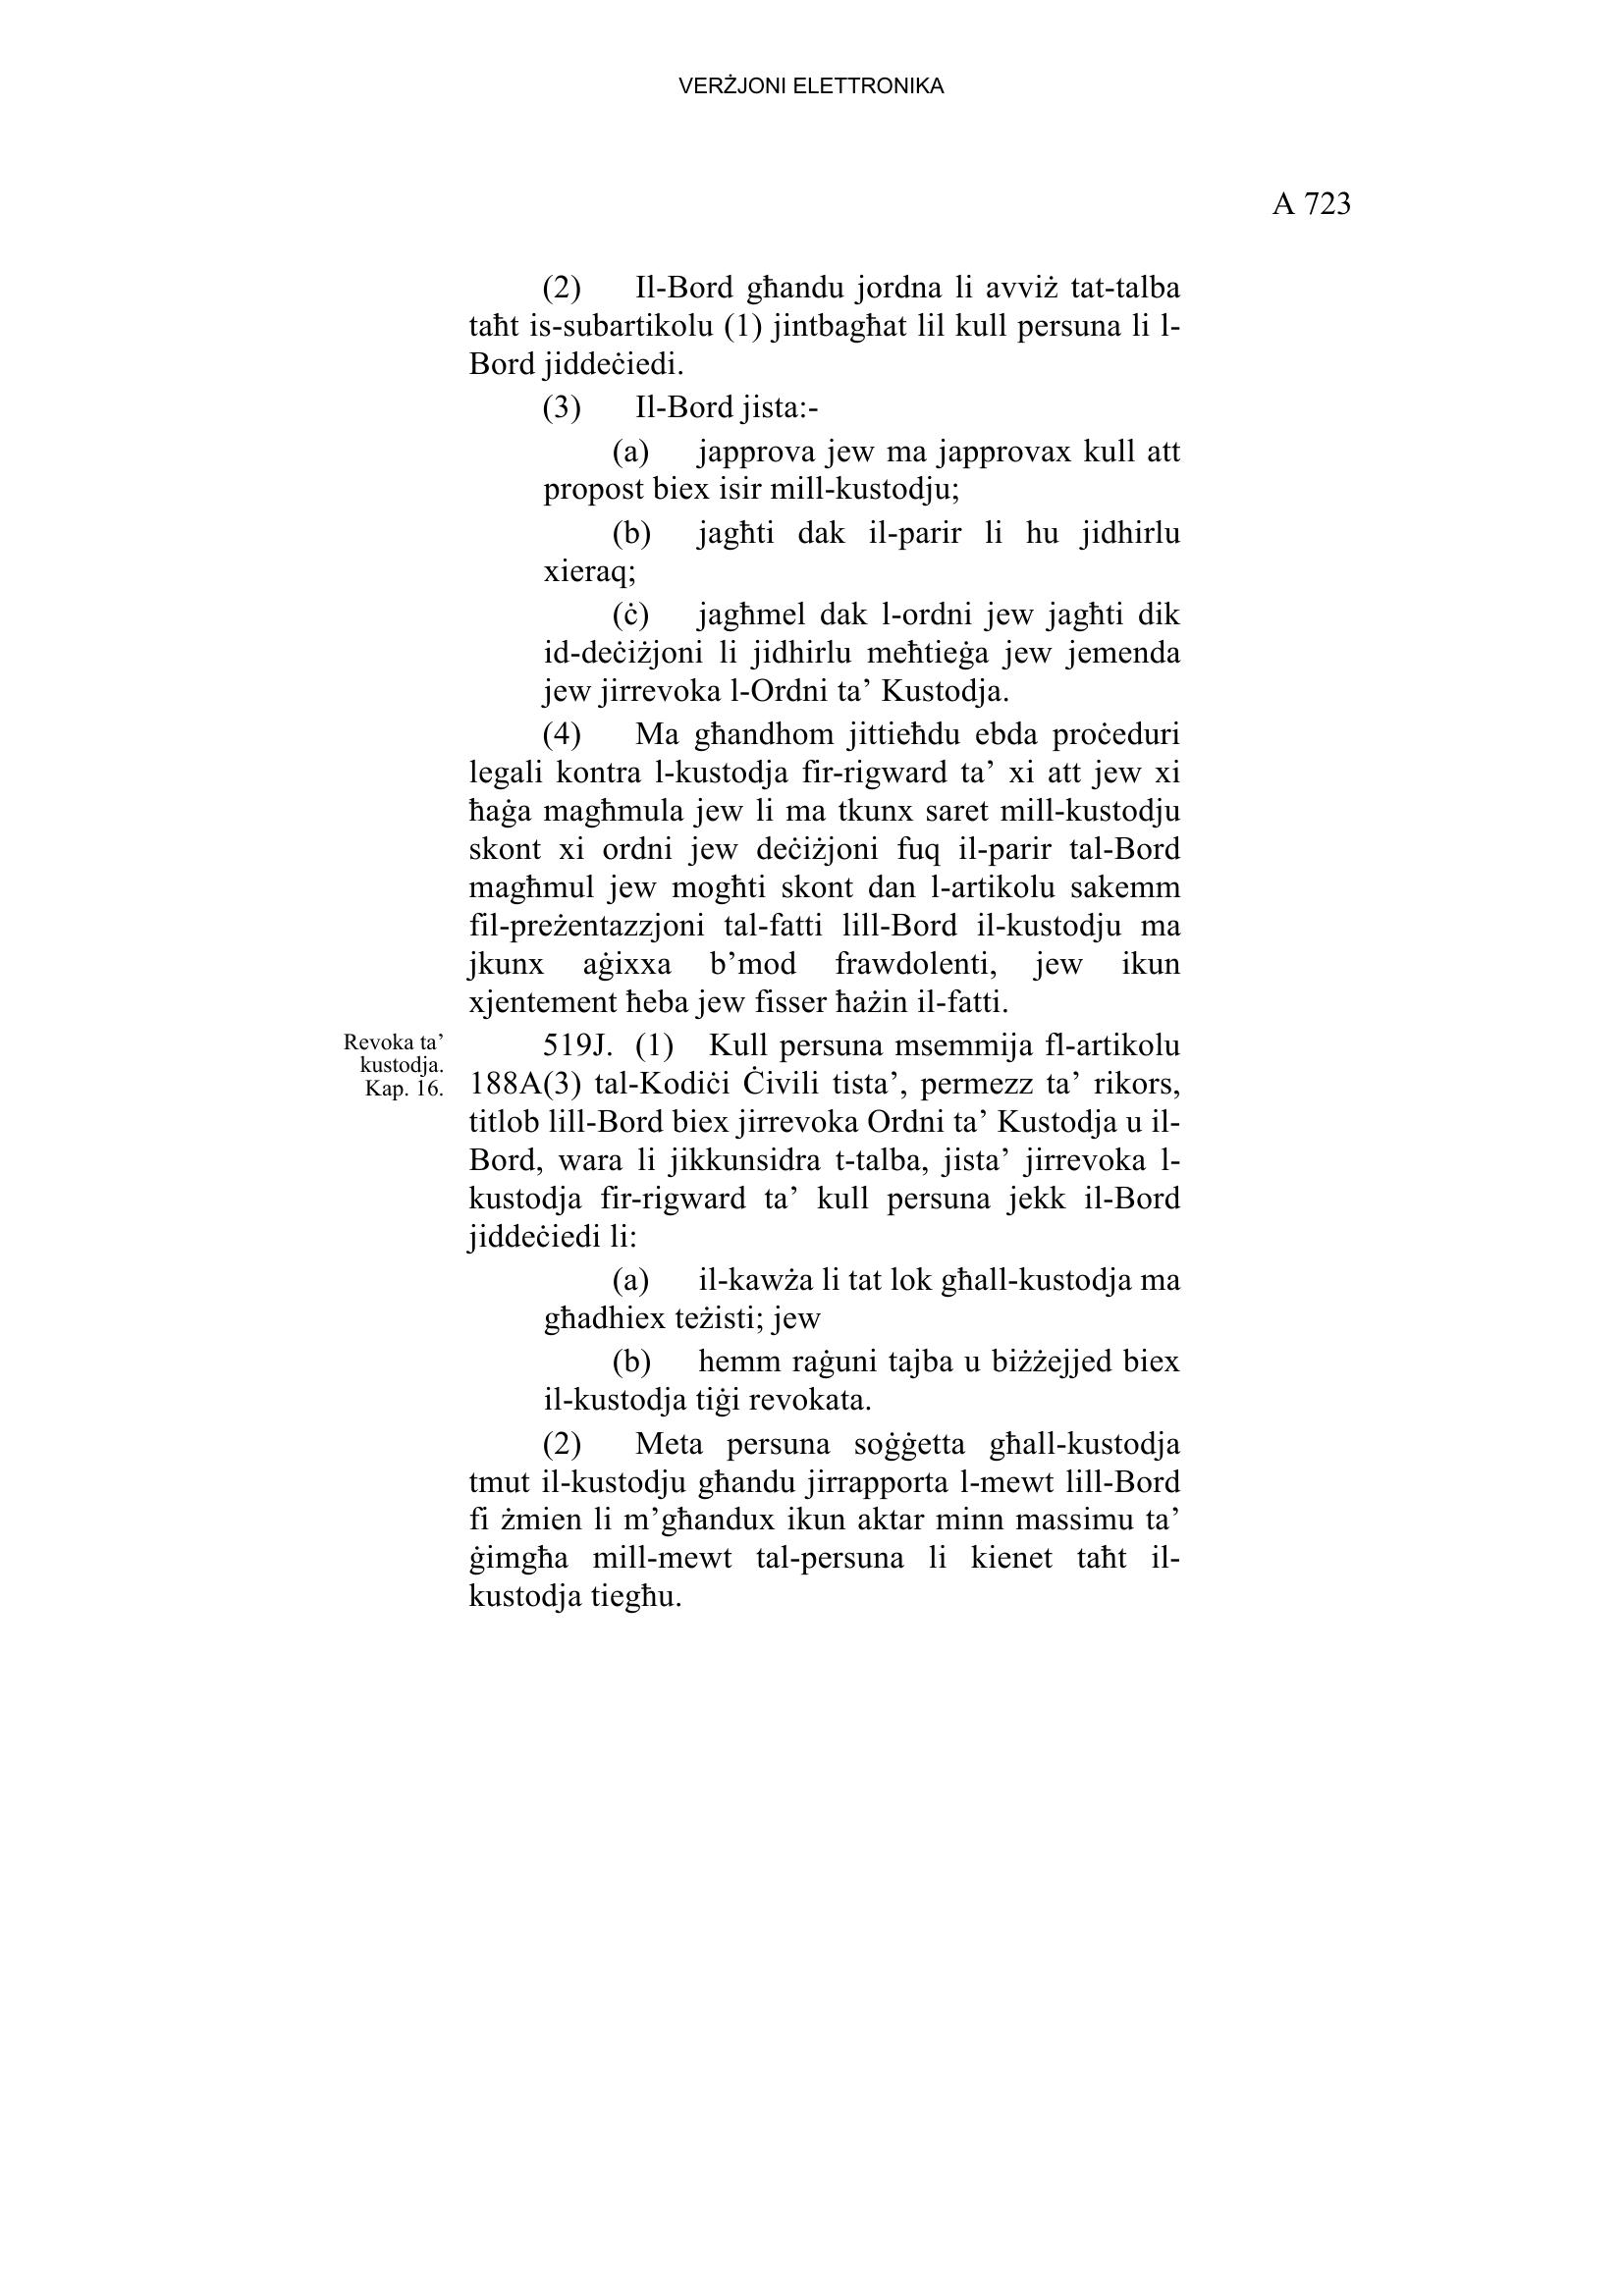 VERŻJONI ELETTRONIKA
A 723
(2) Il-Bord għandu jordna li avviż tat-talba
taħt is-subartikolu (1) jintbagħat lil kull persuna li l-
Bord jiddeċiedi.
(3) Il-Bord jista:-
(a) japprova jew ma japprovax kull att
propost biex isir mill-kustodju;
(b) jagħti dak il-parir li hu jidhirlu
xieraq;
(ċ) jagħmel dak l-ordni jew jagħti dik
id-deċiżjoni li jidhirlu meħtieġa jew jemenda
jew jirrevoka l-Ordni ta’ Kustodja.
(4) Ma għandhom jittieħdu ebda proċeduri
legali kontra l-kustodja fir-rigward ta’ xi att jew xi
ħaġa magħmula jew li ma tkunx saret mill-kustodju
skont xi ordni jew deċiżjoni fuq il-parir tal-Bord
magħmul jew mogħti skont dan l-artikolu sakemm
fil-preżentazzjoni tal-fatti lill-Bord il-kustodju ma
jkunx aġixxa b’mod frawdolenti, jew ikun
xjentement ħeba jew fisser ħażin il-fatti.
Revoka ta’
kustodja.
Kap. 16.
519J. (1) Kull persuna msemmija fl-artikolu
188A(3) tal-Kodiċi Ċivili tista’, permezz ta’ rikors,
titlob lill-Bord biex jirrevoka Ordni ta’ Kustodja u il-
Bord, wara li jikkunsidra t-talba, jista’ jirrevoka l-
kustodja fir-rigward ta’ kull persuna jekk il-Bord
jiddeċiedi li:
(a) il-kawża li tat lok għall-kustodja ma
għadhiex teżisti; jew
(b) hemm raġuni tajba u biżżejjed biex
il-kustodja tiġi revokata.
(2) Meta persuna soġġetta għall-kustodja
tmut il-kustodju għandu jirrapporta l-mewt lill-Bord
fi żmien li m’għandux ikun aktar minn massimu ta’
ġimgħa mill-mewt tal-persuna li kienet taħt il-
kustodja tiegħu.